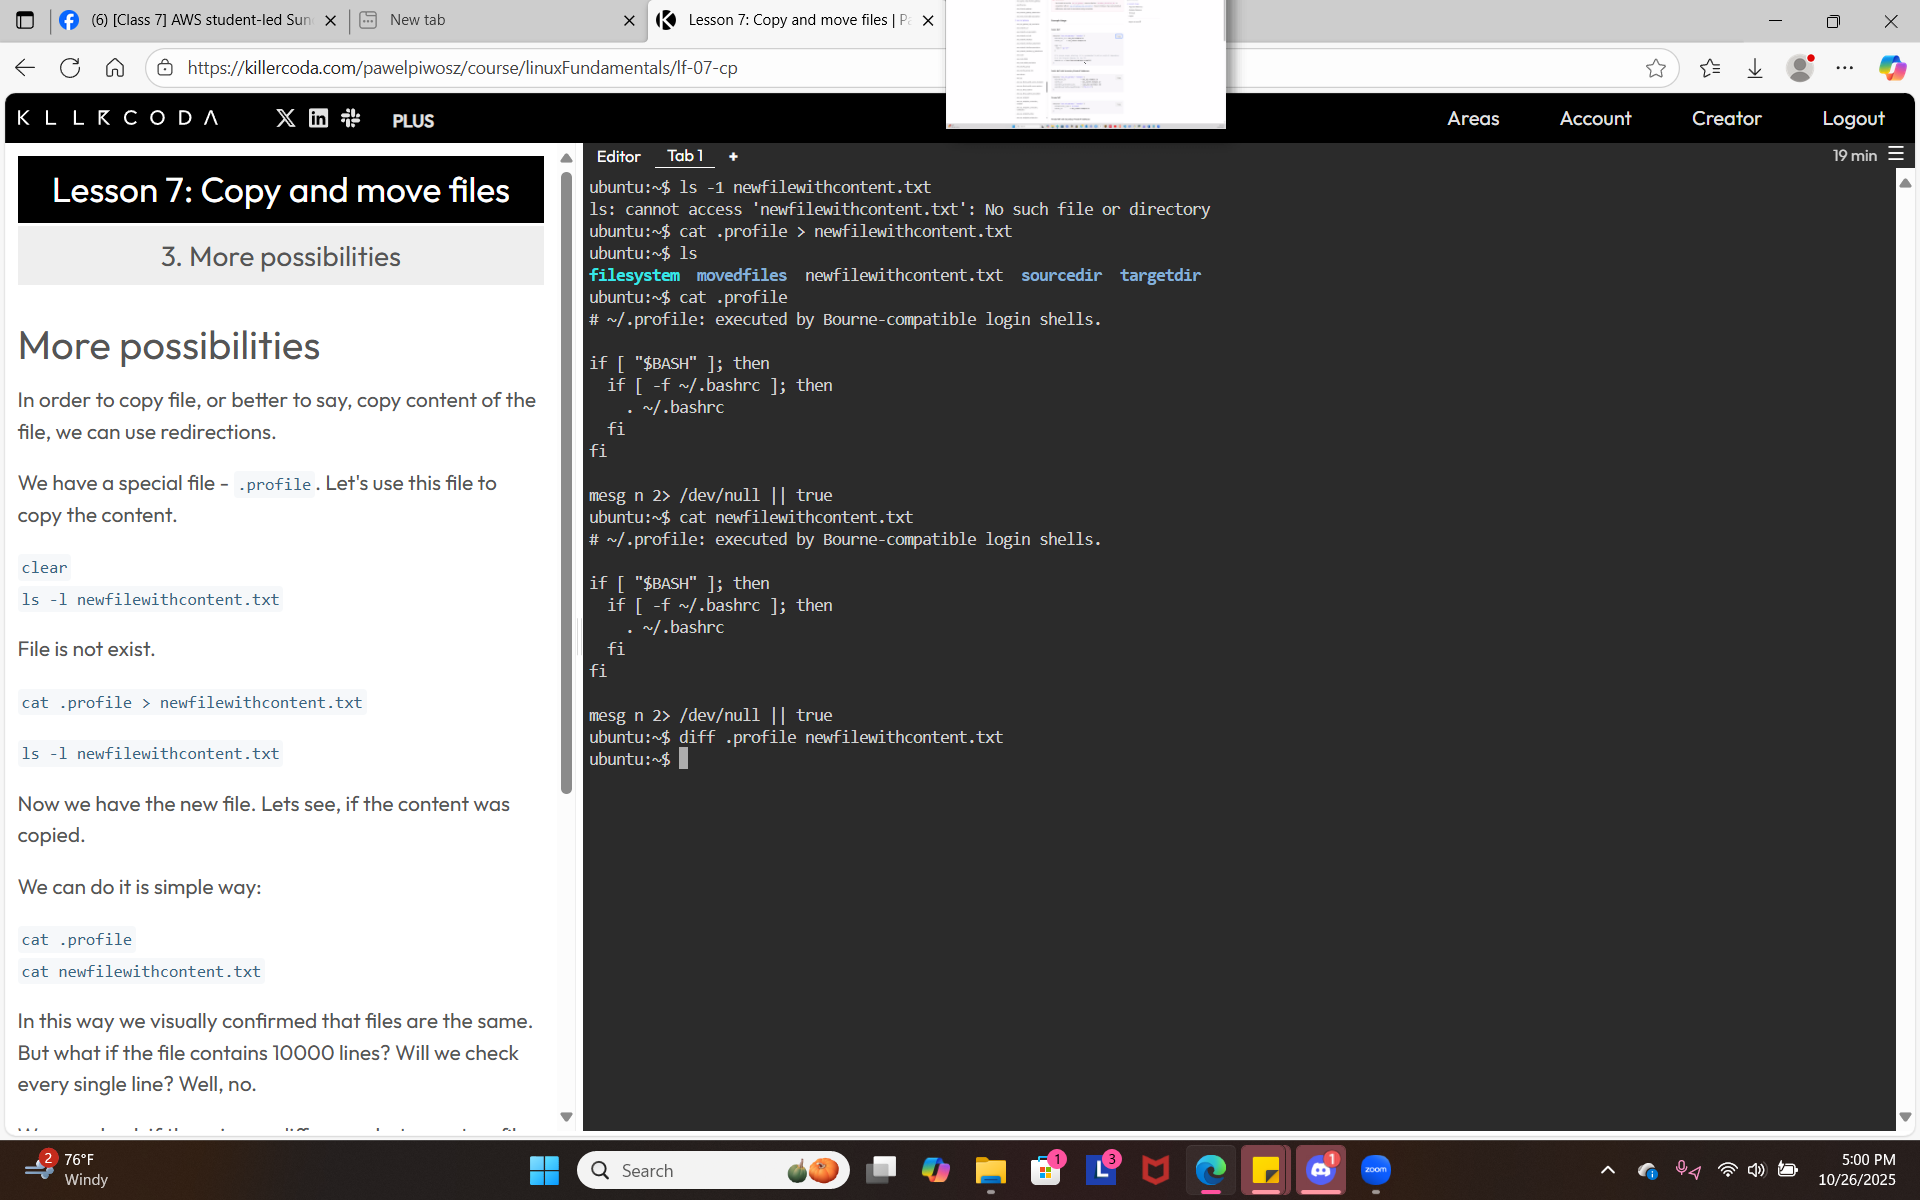 (6) [Class 7] AWS student-led Sun
New tab
Lesson 7: Copy and move files | Pa
https://killercoda.com/pawelpiwosz/course/linuxFundamentals/lf-07-cp
KLLRCODA
PLUS
Areas
Account
Creator
Logout
Lesson 7: Copy and move files
3. More possibilities
More possibilities
In order to copy file, or better to say, copy content of the
file, we can use redirections.
We have a special file - .profile. Let's use this file to
copy the content.
clear
ls -l newfilewithcontent.txt
File is not exist.
cat .profile > newfilewithcontent.txt
ls -l newfilewithcontent.txt
Now we have the new file. Lets see, if the content was
copied.
We can do it is simple way:
cat .profile
cat newfilewithcontent.txt
In this way we visually confirmed that files are the same.
But what if the file contains 10000 lines? Will we check
every single line? Well, no.
Editor
Tab 1
+
19 min
ubuntu:~$ ls -1 newfilewithcontent.txt
ls: cannot access 'newfilewithcontent.txt': No such file or directory
ubuntu:~$ cat .profile > newfilewithcontent.txt
ubuntu:~$ ls
filesystem movedfiles newfilewithcontent.txt sourcedir targetdir
ubuntu:~$ cat .profile
# ~/.profile: executed by Bourne-compatible login shells.
if [ "$BASH" ]; then
if [ -f ~/.bashrc ]; then
. ~/.bashrc
fi
fi
mesg n 2> /dev/null || true
ubuntu:~$ cat newfilewithcontent.txt
# ~/.profile: executed by Bourne-compatible login shells.
if [ "$BASH" ]; then
if [ -f ~/.bashrc ]; then
. ~/.bashrc
fi
fi
mesg n 2> /dev/null || true
ubuntu:~$ diff .profile newfilewithcontent.txt
ubuntu:~$
2
76°F
Windy
Search
1
L
3
1
zoom
5:00 PM
10/26/2025